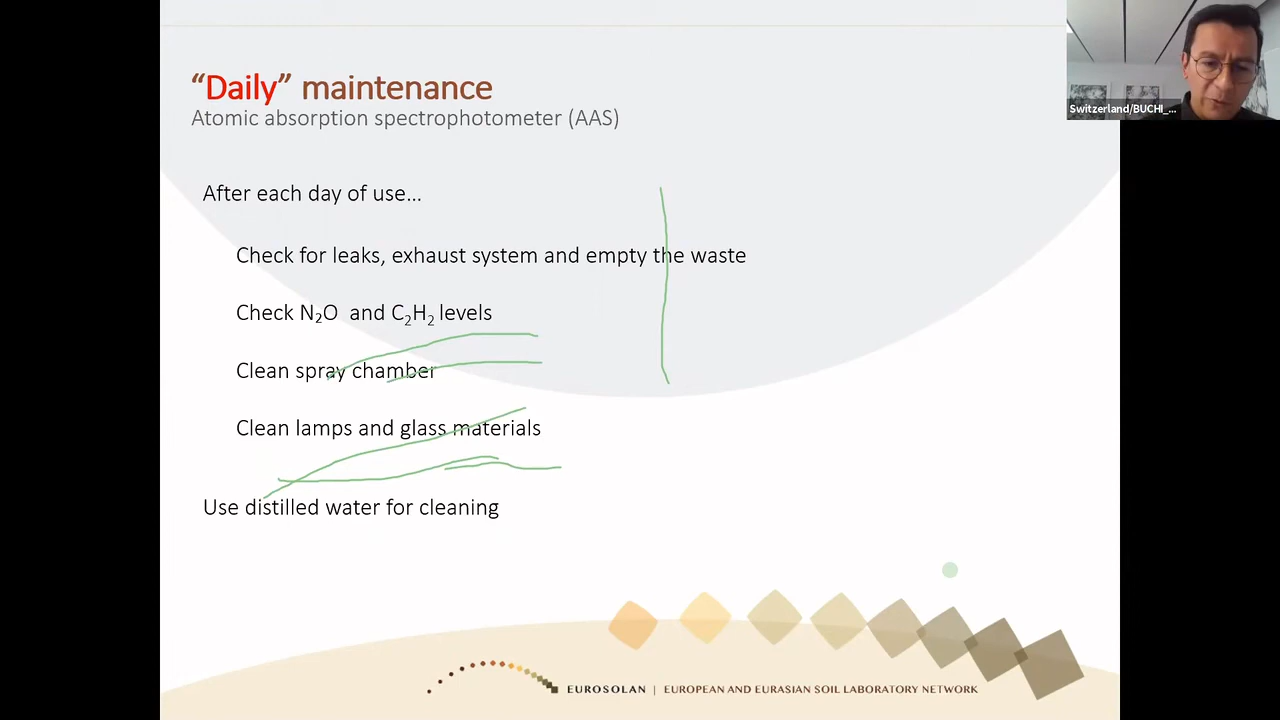 “Daily” maintenance
Atomic absorption spectrophotometer (AAS)
Switzerland/BUCHI_...
After each day of use…
Check for leaks, exhaust system and empty the waste
Check N₂O and C₂H₂ levels
Clean spray chamber
Clean lamps and glass materials
Use distilled water for cleaning
EUROSOLAN | EUROPEAN AND EURASIAN SOIL LABORATORY NETWORK